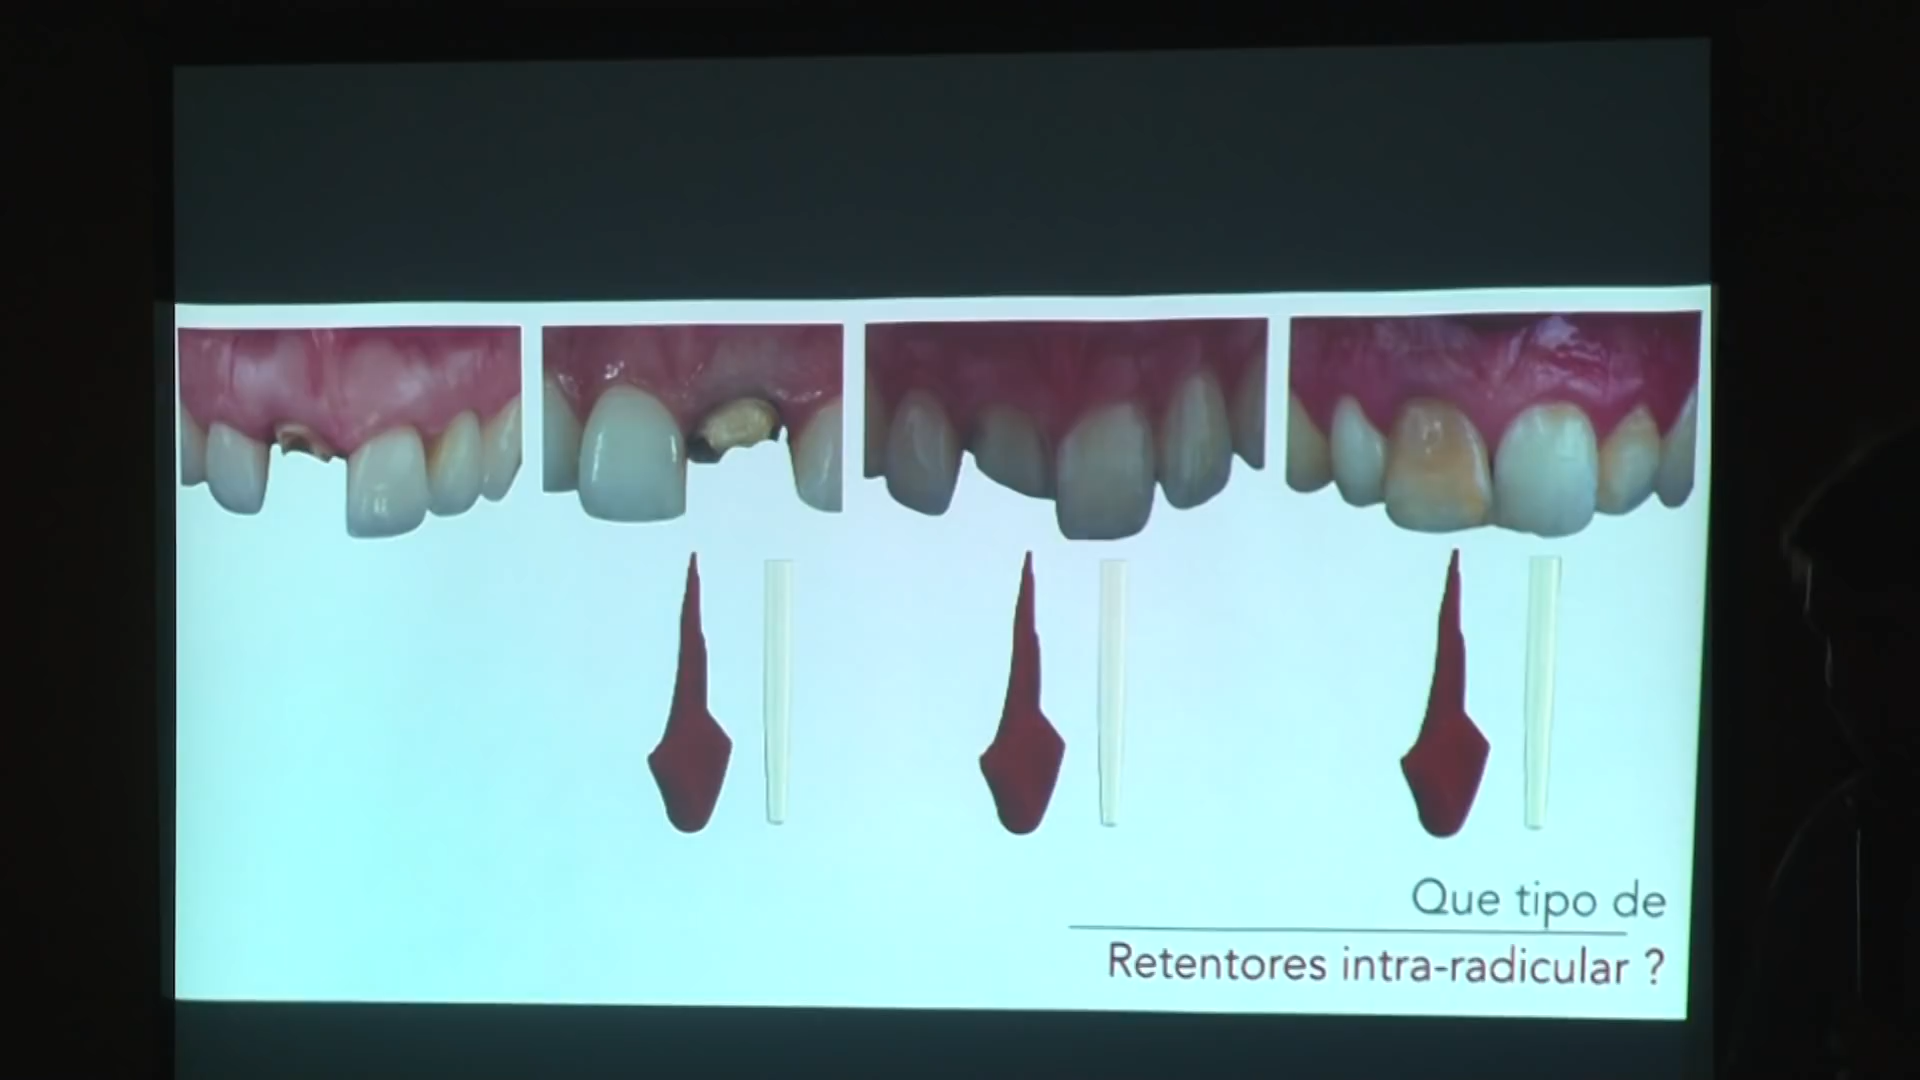 Que tipo de
Retentores intra-radicular ?